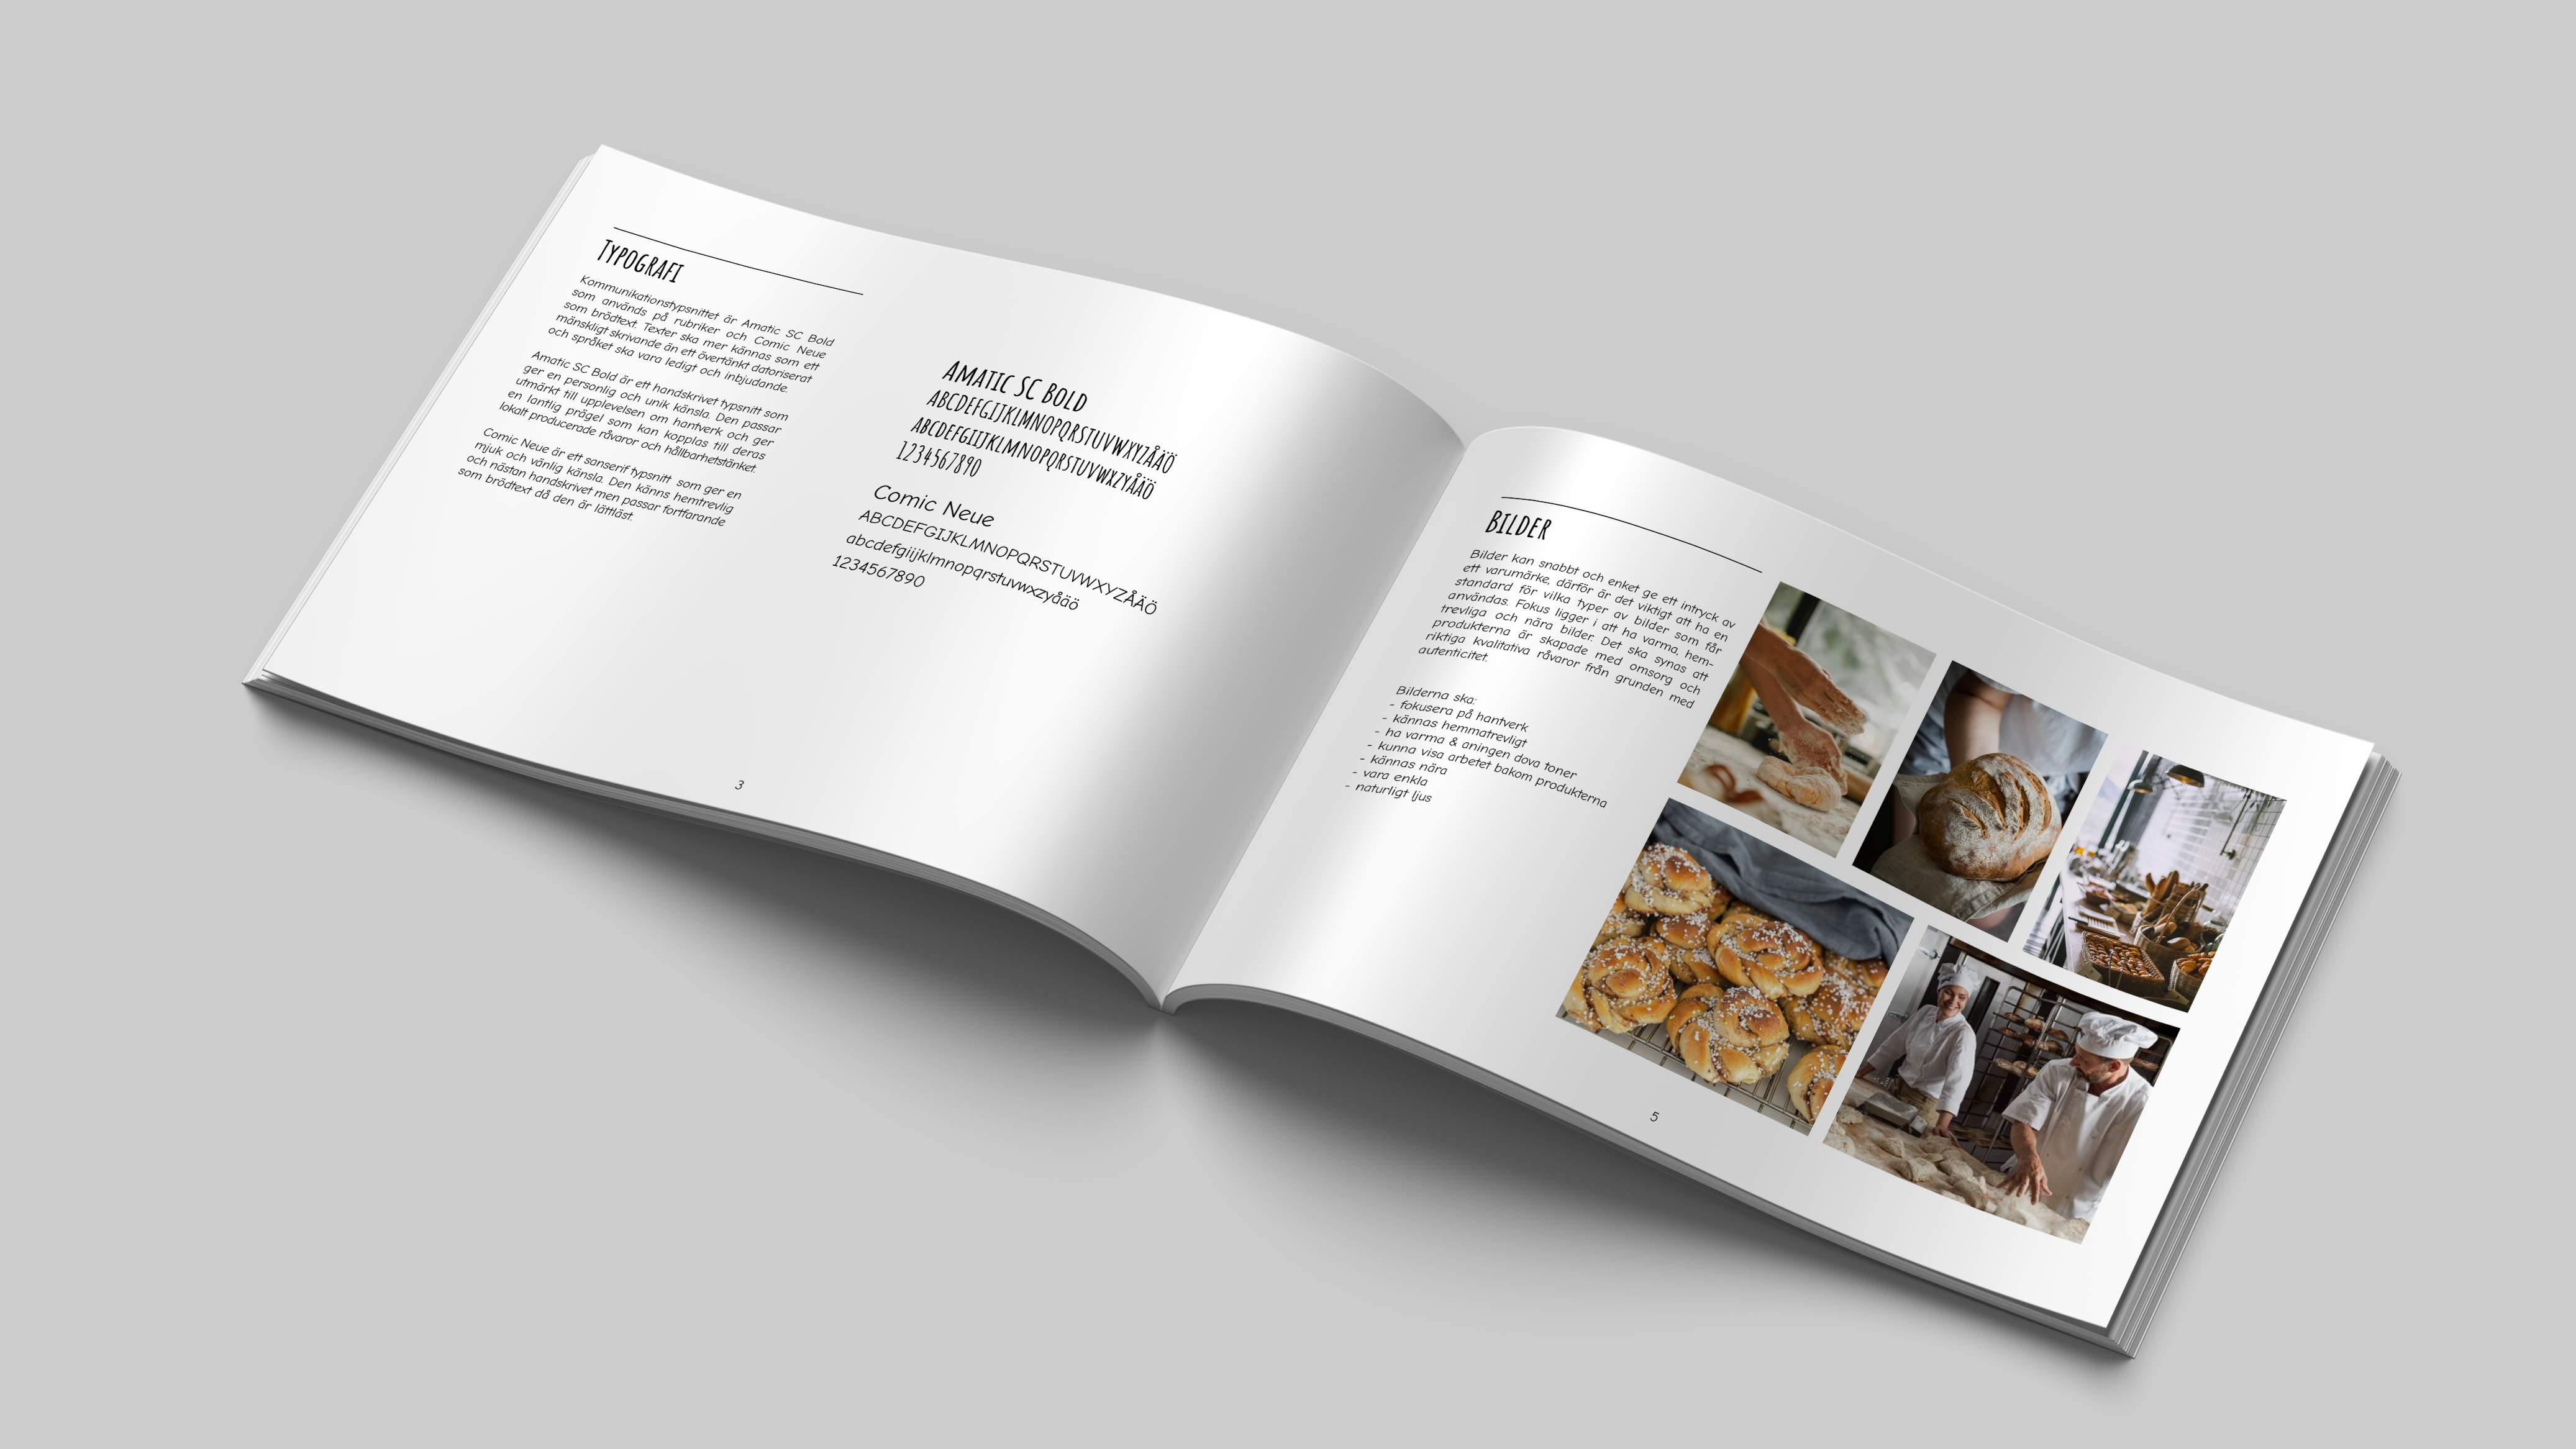 Typografi
Kommunikationstypsnittet är Amatic SC Bold
som används på rubriker och Comic Neue
som brödtext. Texter ska mer kännas som ett
mänskligt skrivande än ett övertänkt datoriserat
och språket ska vara ledigt och inbjudande.
Amatic SC Bold är ett handskrivet typsnitt som
ger en personlig och unik känsla. Den passar
utmärkt till upplevelsen om hantverk och ger
en lantlig prägel som kan kopplas till deras
lokalt producerade råvaror och hållbarhetstänket.
Comic Neue är ett sanserif typsnitt som ger en
mjuk och vänlig känsla. Den känns hemtrevlig
och nästan handskrivet men passar fortfarande
som brödtext då den är lättläst.
Amatic SC Bold
ABCDEFGIJKLMNOPQRSTUVWXYZÅÄÖ
abcdefgiijklmnopqrstuvwxzyåäö
1234567890
Comic Neue
ABCDEFGIJKLMNOPQRSTUVWXYZÅÄÖ
abcdefgiijklmnopqrstuvwxzyåäö
1234567890
3
Bilder
Bilder kan snabbt och enket ge ett intryck av
ett varumärke, därför är det viktigt att ha en
standard för vilka typer av bilder som får
användas. Fokus ligger i att ha varma, hem-
trevliga och nära bilder. Det ska synas att
produkterna är skapade med omsorg och
riktiga kvalitativa råvaror från grunden med
autenticitet.
Bilderna ska:
- fokusera på hantverk
- kännas hemmatrevligt
- ha varma & aningen dova toner
- kunna visa arbetet bakom produkterna
- kännas nära
- vara enkla
- naturligt ljus
5